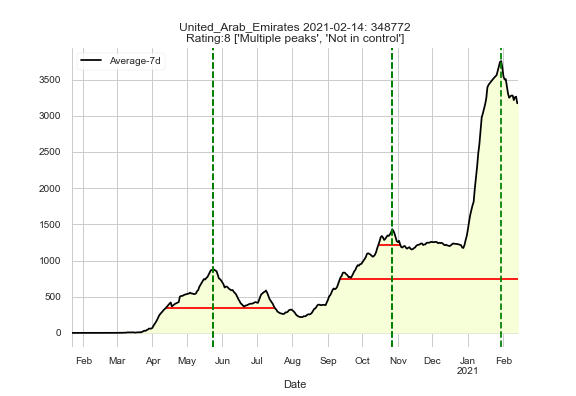 United_Arab_Emirates 2021-02-14: 348772
Rating:8 ['Multiple peaks', 'Not in control']
Average-7d
3500
3000
2500
2000
1500
1000
500
0
Feb Mar Apr May Jun Jul Aug Sep Oct Nov Dec Jan Feb
2021
Date